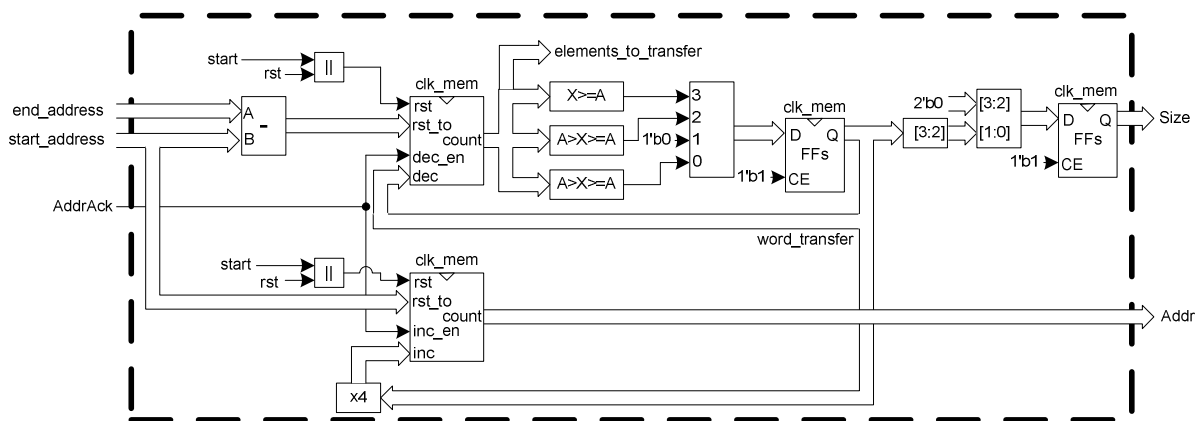 start
rst
||
end_address
start_address
A
B
-
clk_mem
rst
rst_to
count
dec_en
dec
elements_to_transfer
X>=A
A>X>=A
A>X>=A
1'b0
3
2
1
0
clk_mem
D Q
FFs
1'b1
CE
[3:2]
2'b0
[3:2]
[1:0]
clk_mem
D Q
FFs
1'b1
CE
Size
AddrAck
word_transfer
start
rst
||
clk_mem
rst
rst_to
count
inc_en
inc
x4
Addr